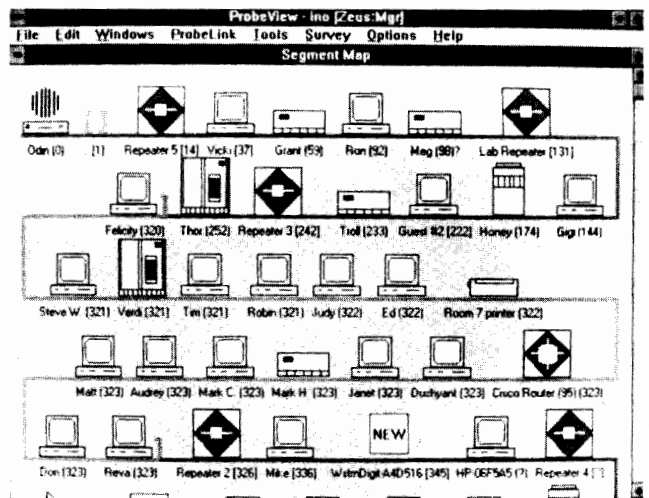 ProbeView - ino [Zeus:Mgr]
File Edit Windows ProbeLink Tools Survey Options Help
Segment Map
Odin (0) [1] Repeater 5 [14] Vicki (37) Grant (59) Ron (92) Meg (98)? Lab Repeater [131]
Felicity (320) Thor (252) Repeater 3 [242] Troll (233) Guest #2 [222] Honey (174) Gigi (144)
Steve W. (321) Verdi (321) Tim (321) Robin (321) Judy (322) Ed (322) Room 7 printer (322)
Matt (323) Audrey (323) Mark C. (323) Mark H. (323) Janet (323) Duchyant (323) Cisco Router (95) (323)
Don (323) Reva (323) Repeater 2 [326] Mike [336] NEW WstrnDigit-A4D516 [345] HP-06F5A5 (?) Repeater 4